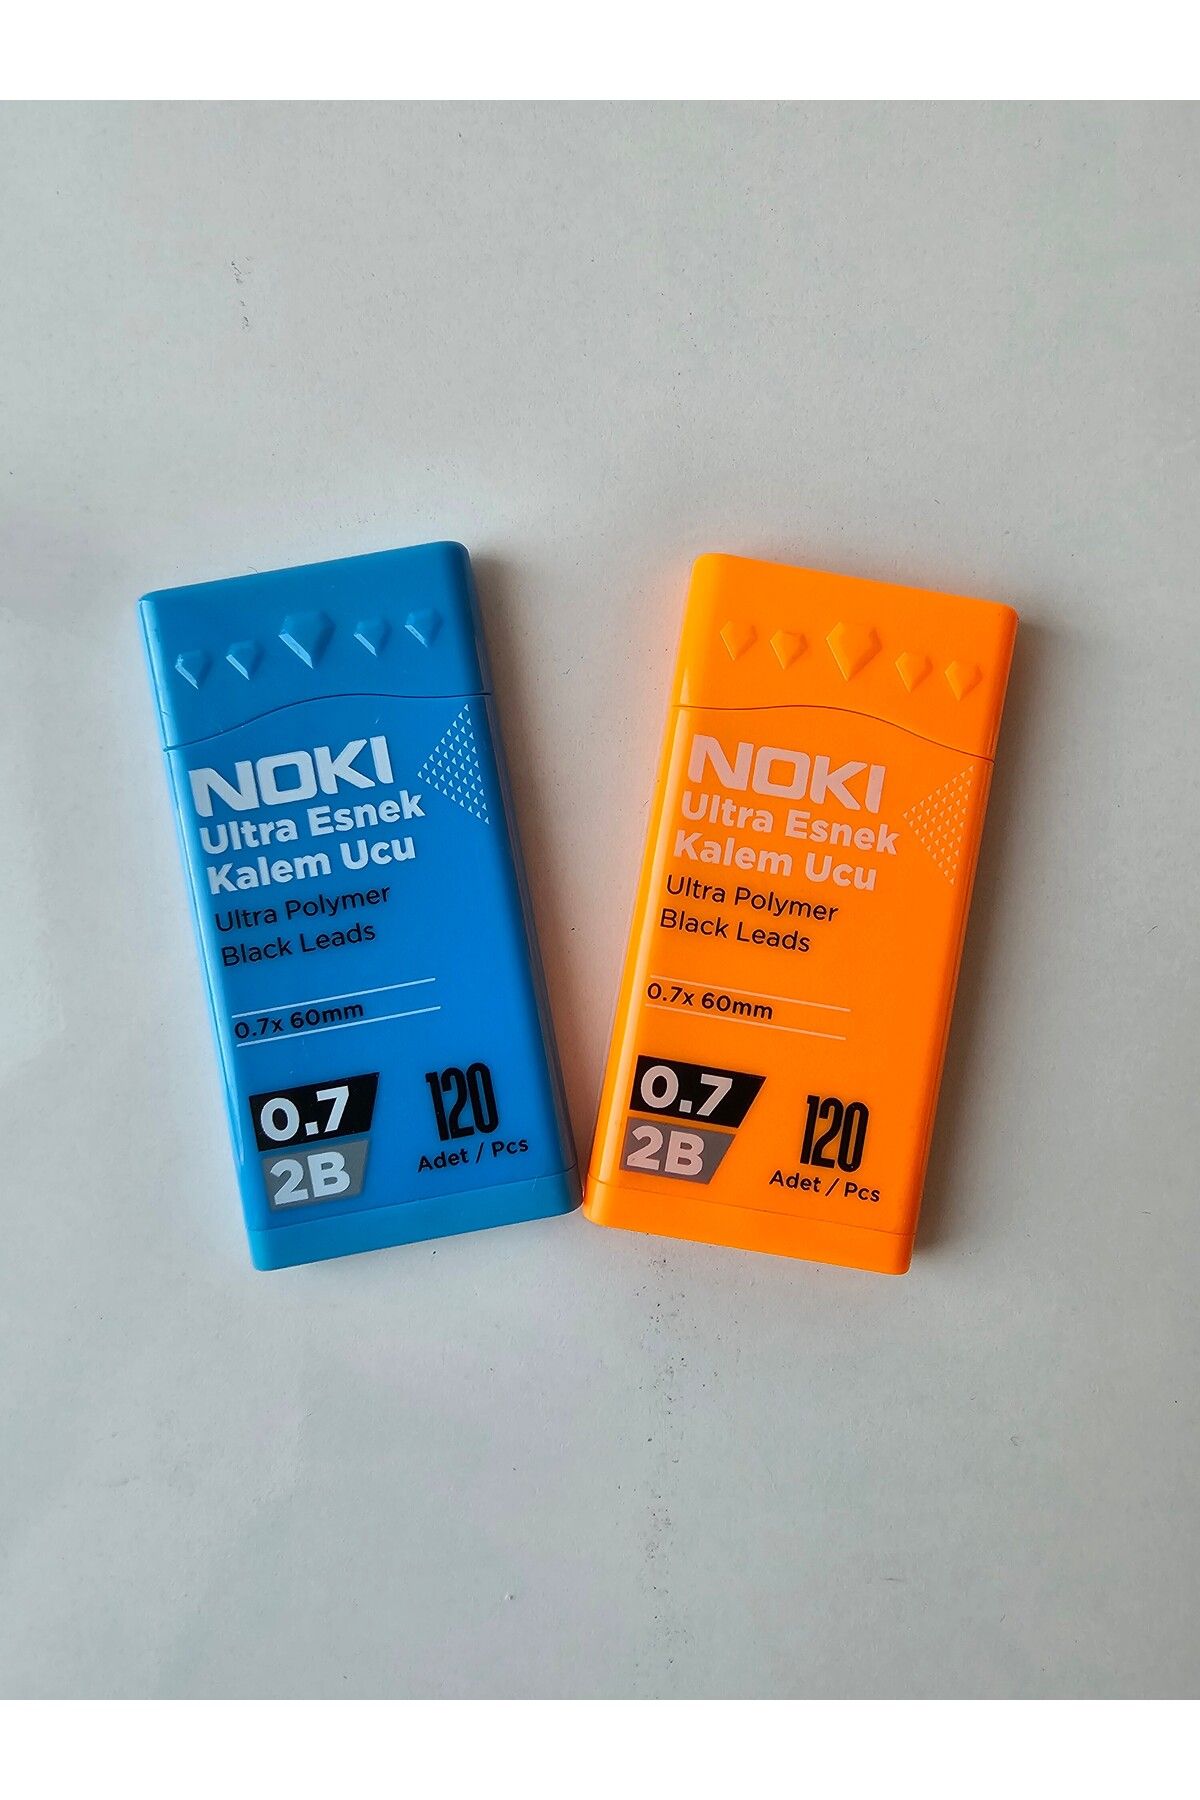 NOKI
Ultra Esnek
Kalem Ucu
Ultra Polymer
Black Leads
0.7x 60mm
0.7
2B
120
Adet / Pcs
NOKI
Ultra Esnek
Kalem Ucu
Ultra Polymer
Black Leads
0.7x 60mm
0.7
2B
120
Adet / Pcs